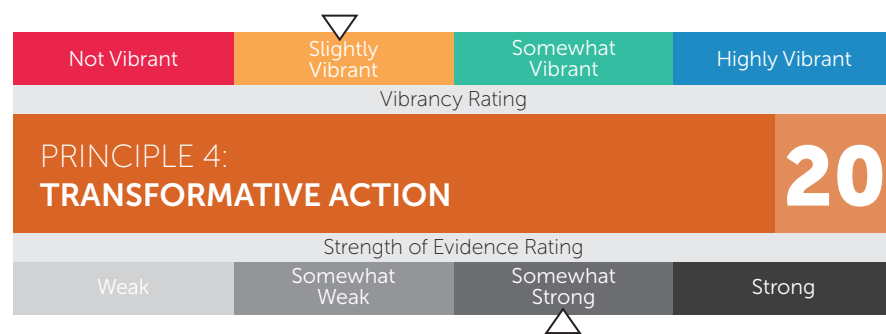 Not Vibrant
Slightly
Vibrant
Somewhat
Vibrant
Highly Vibrant
Vibrancy Rating
PRINCIPLE 4:
TRANSFORMATIVE ACTION
20
Strength of Evidence Rating
Weak
Somewhat
Weak
Somewhat
Strong
Strong